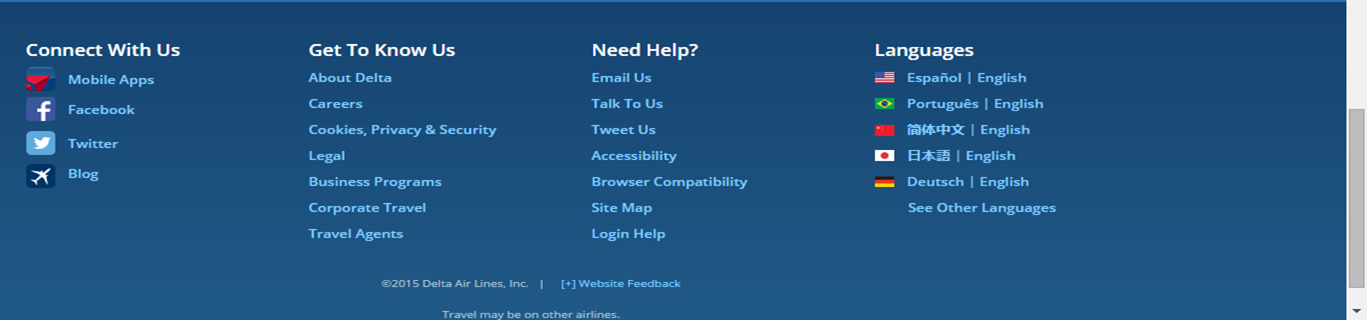 Connect With Us
Mobile Apps
Facebook
Twitter
Blog
Get To Know Us
About Delta
Careers
Cookies, Privacy & Security
Legal
Business Programs
Corporate Travel
Travel Agents
Need Help?
Email Us
Talk To Us
Tweet Us
Accessibility
Browser Compatibility
Site Map
Login Help
Languages
Español | English
Português | English
简体中文 | English
日本語 | English
Deutsch | English
See Other Languages
©2015 Delta Air Lines, Inc. | [+] Website Feedback
Travel may be on other airlines.